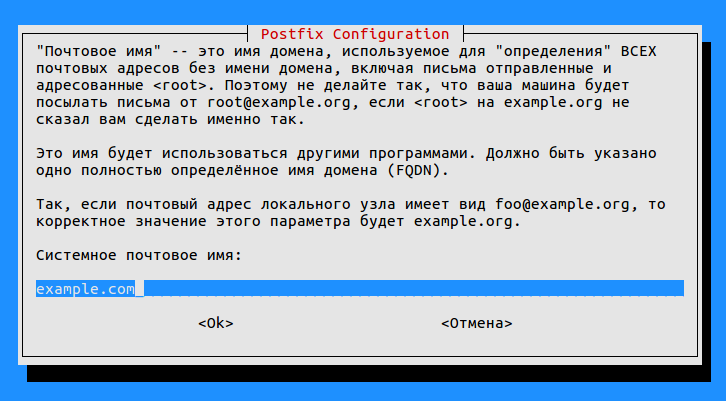 Postfix Configuration
"Почтовое имя" -- это имя домена, используемое для "определения" ВСЕХ
почтовых адресов без имени домена, включая письма отправленные и
адресованные <root>. Поэтому не делайте так, что ваша машина будет
посылать письма от root@example.org, если <root> на example.org не
сказал вам сделать именно так.
Это имя будет использоваться другими программами. Должно быть указано
одно полностью определённое имя домена (FQDN).
Так, если почтовый адрес локального узла имеет вид foo@example.org, то
корректное значение этого параметра будет example.org.
Системное почтовое имя:
example.com
<Ok> <Отмена>